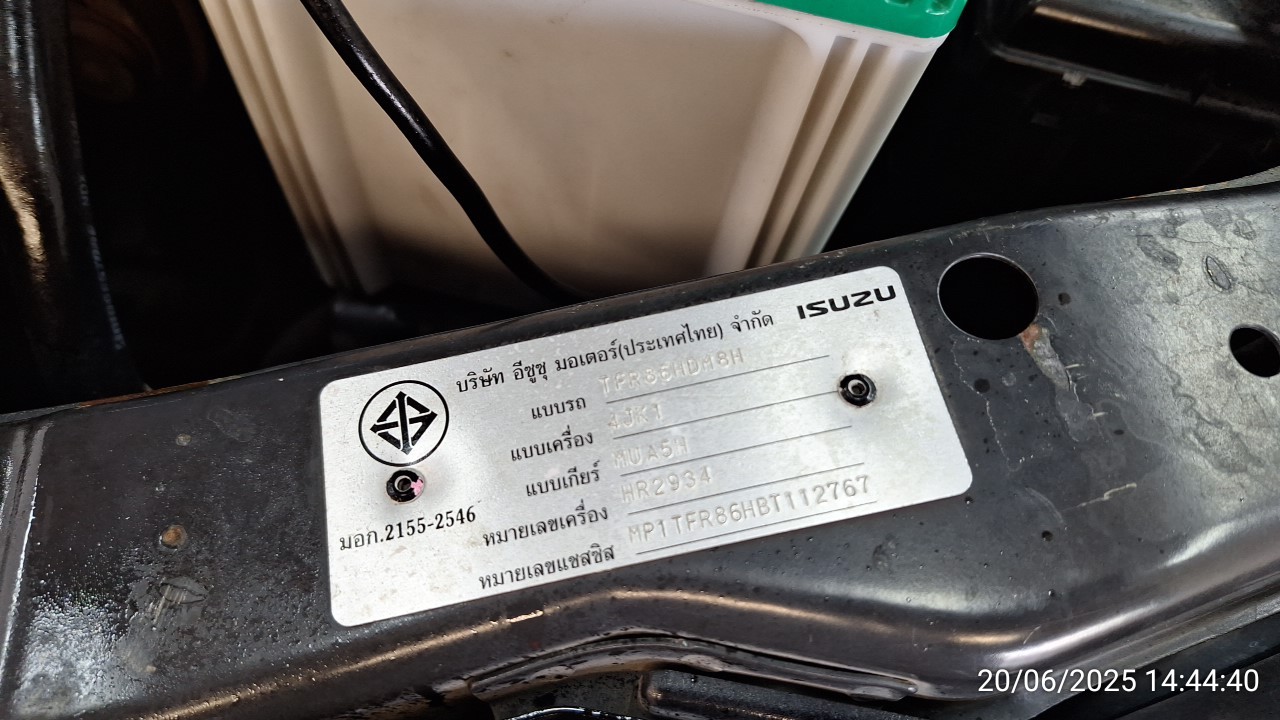 ISUZU
บริษัท อีซูซุ มอเตอร์(ประเทศไทย) จำกัด
แบบรถ TFR86HDM8H
แบบเครื่อง 4JK1
แบบเกียร์ MUA5H
หมายเลขเครื่อง HR2934
หมายเลขแชสซิส MP1TFR86HBT112767
มอก.2155-2546
20/06/2025 14:44:40